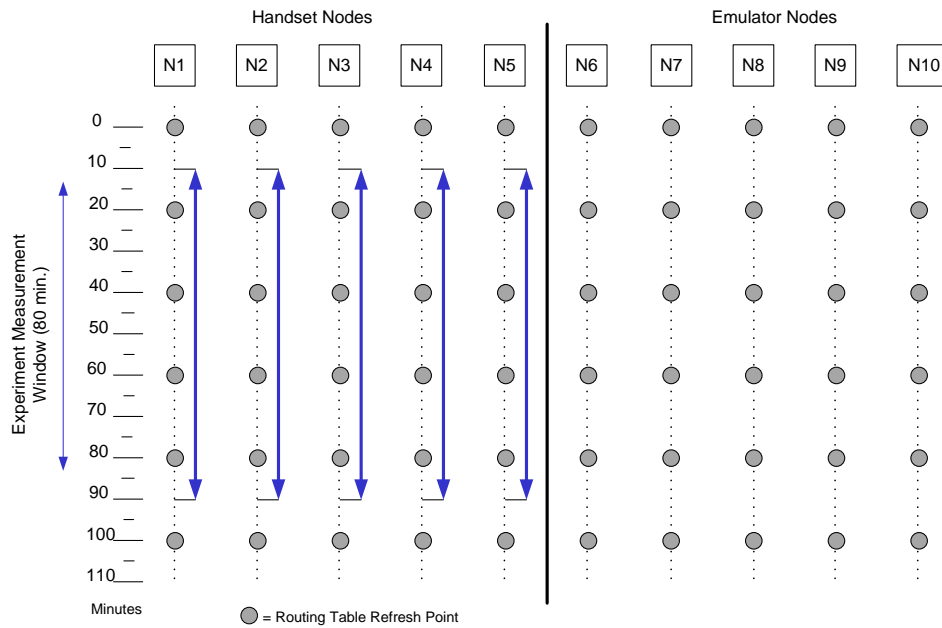 Handset Nodes
Emulator Nodes
N1
N2
N3
N4
N5
N6
N7
N8
N9
N10
0
10
20
30
40
50
60
70
80
90
100
110
Experiment Measurement
Window (80 min.)
Minutes
= Routing Table Refresh Point